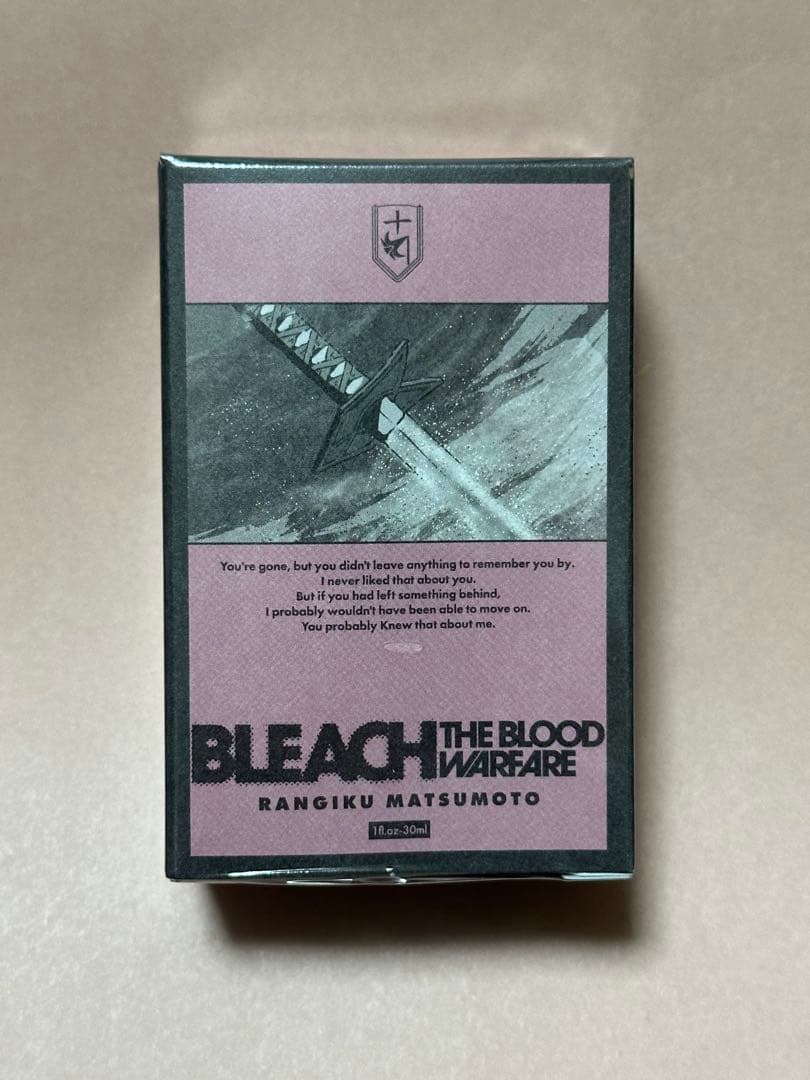 十
You're gone, but you didn't leave anything to remember you by.
I never liked that about you.
But if you had left something behind,
I probably wouldn't have been able to move on.
You probably Knew that about me.
BLEACH THE BLOOD
WARFARE
RANGIKU MATSUMOTO
1fl.oz-30ml